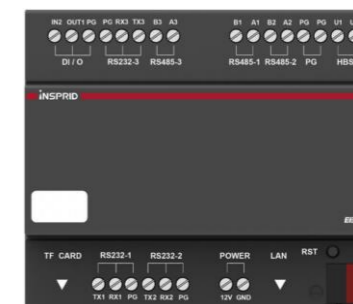 IN2 OUT1 PG PG RX3 TX3 B3 A3 B1 A1 B2 A2 PG PG U1
DI / O RS232-3 RS485-3 RS485-1 RS485-2 PG HBS
iNSPRID
TF CARD RS232-1 RS232-2 POWER LAN RST
TX1 RX1 PG TX2 RX2 PG 12V GND